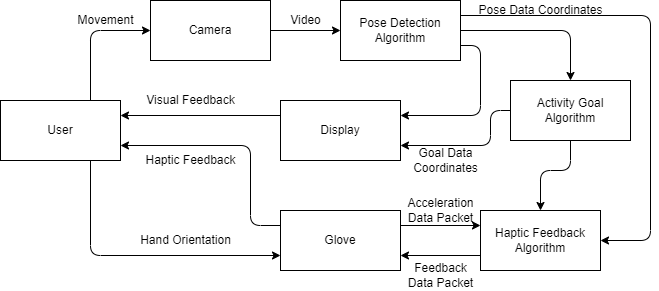 Movement
Camera
Video
Pose Detection
Algorithm
Pose Data Coordinates
Visual Feedback
Activity Goal
Algorithm
User
Display
Haptic Feedback
Goal Data
Coordinates
Acceleration
Data Packet
Hand Orientation
Glove
Haptic Feedback
Algorithm
Feedback
Data Packet